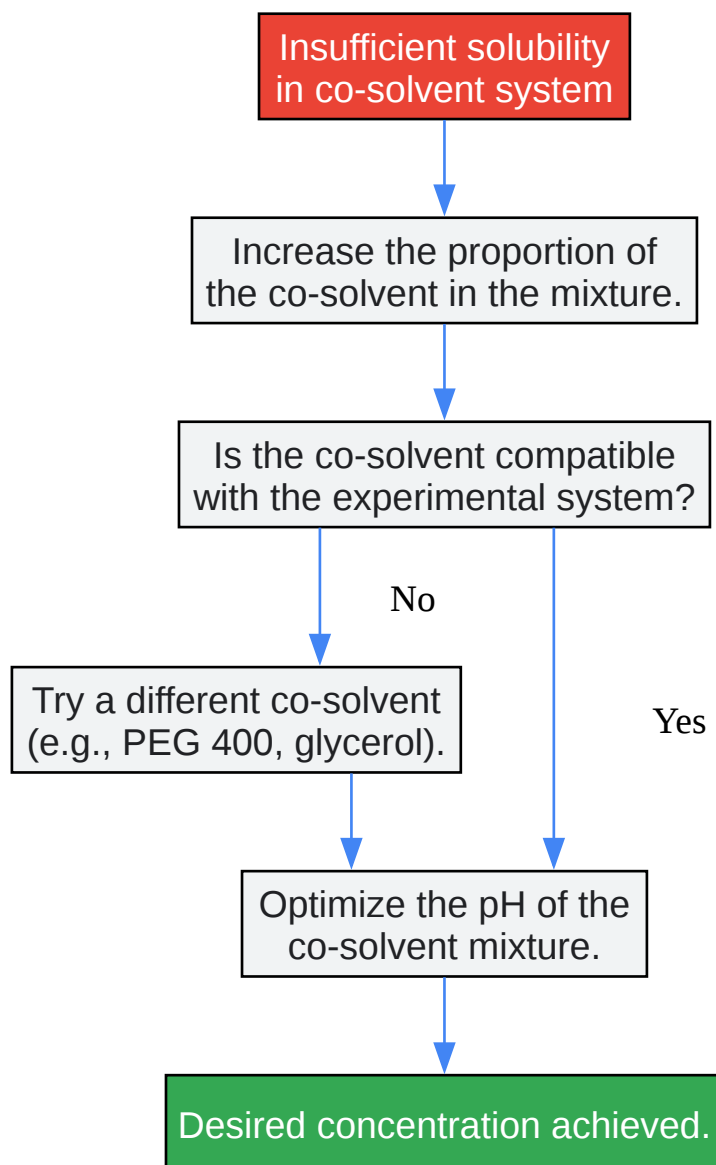 Insufficient solubility
in co-solvent system
Increase the proportion of
the co-solvent in the mixture.
Is the co-solvent compatible
with the experimental system?
No
Try a different co-solvent
(e.g., PEG 400, glycerol).
Yes
Optimize the pH of the
co-solvent mixture.
Desired concentration achieved.